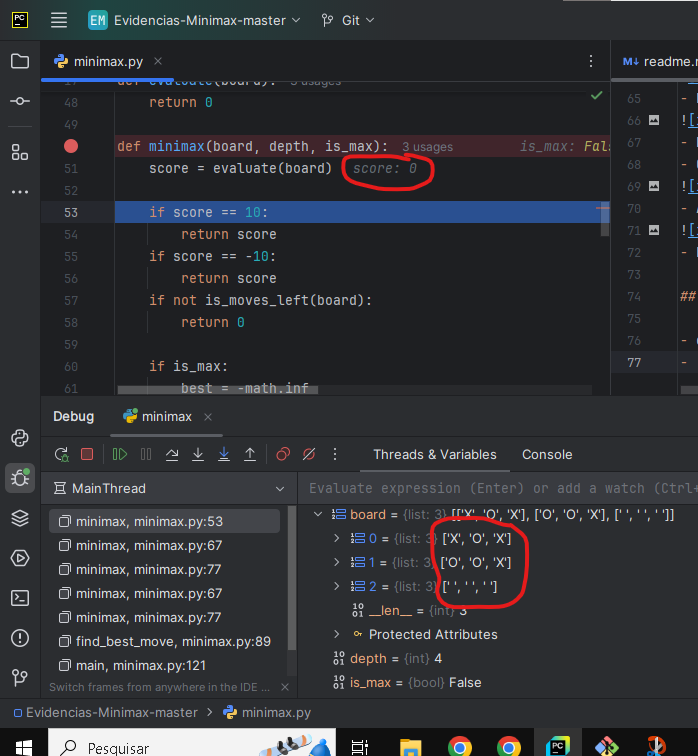 PC
EM Evidencias-Minimax-master Git
minimax.py
M↓ readme.r
def evaluate(board): 3 usages
48 return 0
49
def minimax(board, depth, is_max): 3 usages is_max: Fal
51 score = evaluate(board) score: 0
52
53 if score == 10:
54 return score
55 if score == -10:
56 return score
57 if not is_moves_left(board):
58 return 0
59
60 if is_max:
61 best = -math.inf
65 -
66 ![
67 -
68 -
69 ![
70 -
71 ![
72 -
73
74 ##
75
76 -
77 -
Debug minimax
Threads & Variables Console
MainThread
Evaluate expression (Enter) or add a watch (Ctrl+
minimax, minimax.py:53
minimax, minimax.py:67
minimax, minimax.py:77
minimax, minimax.py:67
minimax, minimax.py:77
find_best_move, minimax.py:89
main, minimax.py:121
Switch frames from anywhere in the IDE ...
board = {list: 3} [['X', 'O', 'X'], ['O', 'O', 'X'], [' ', ' ', ' ']]
0 = {list: 3} ['X', 'O', 'X']
1 = {list: 3} ['O', 'O', 'X']
2 = {list: 3} [' ', ' ', ' ']
__len__ = {int} 3
Protected Attributes
depth = {int} 4
is_max = {bool} False
Evidencias-Minimax-master > minimax.py
Pesquisar